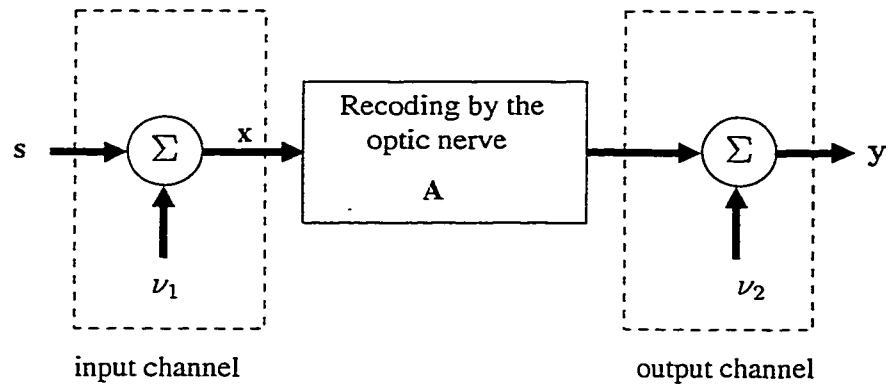 Recoding by the
optic nerve
A
s
Σ
x
Σ
y
ν₁
ν₂
input channel
output channel